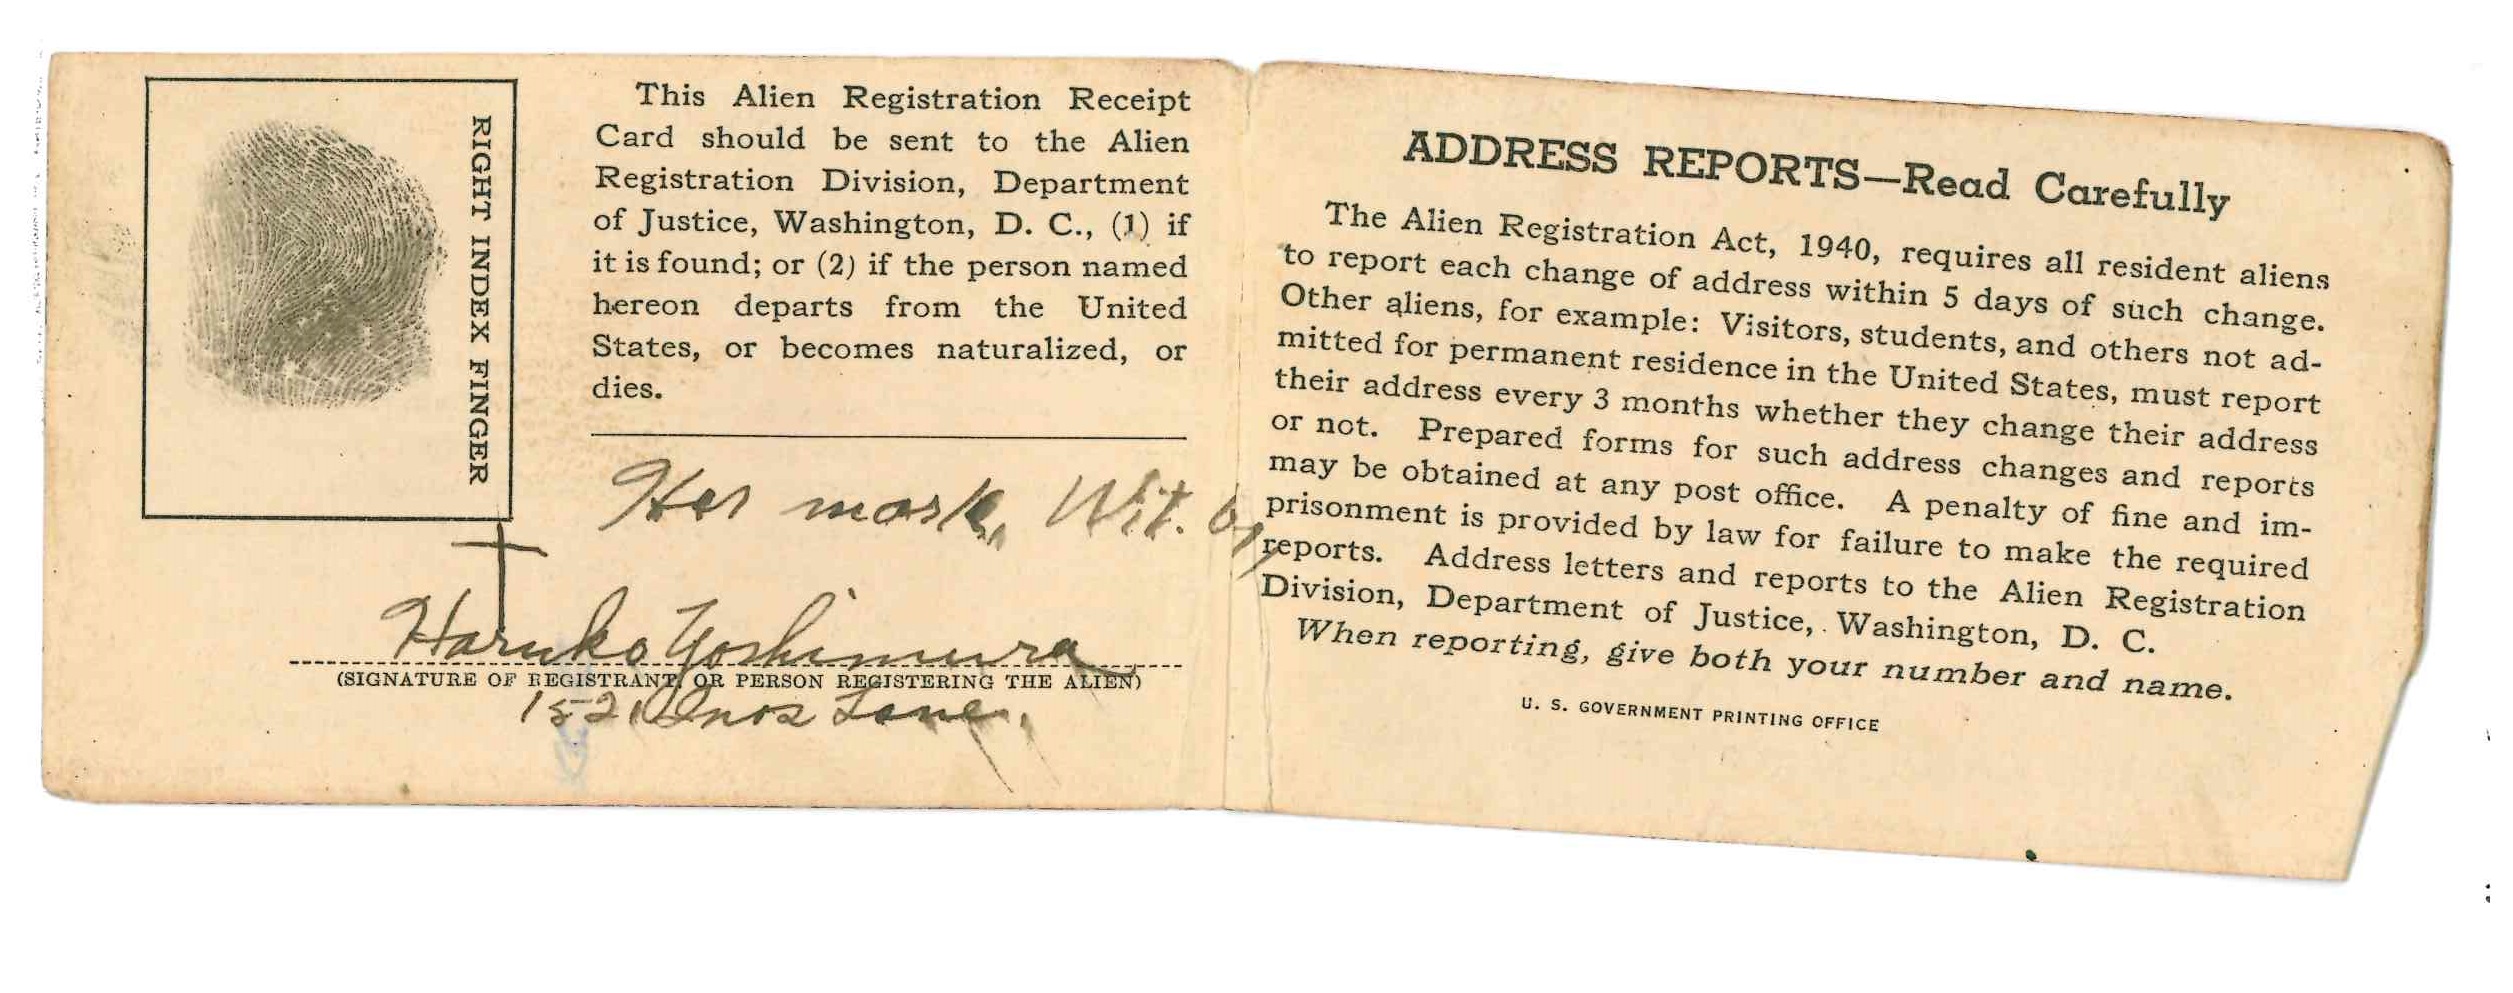 RIGHT INDEX FINGER
This Alien Registration Receipt
Card should be sent to the Alien
Registration Division, Department
of Justice, Washington, D. C., (1) if
it is found; or (2) if the person named
hereon departs from the United
States, or becomes naturalized, or
dies.
Her mark, Wit. by
Haruko Yoshimura
(SIGNATURE OF REGISTRANT, OR PERSON REGISTERING THE ALIEN)
1521 Lane.
ADDRESS REPORTS—Read Carefully
The Alien Registration Act, 1940, requires all resident aliens
to report each change of address within 5 days of such change.
Other aliens, for example: Visitors, students, and others not ad-
mitted for permanent residence in the United States, must report
their address every 3 months whether they change their address
or not. Prepared forms for such address changes and reports
may be obtained at any post office. A penalty of fine and im-
prisonment is provided by law for failure to make the required
reports. Address letters and reports to the Alien Registration
Division, Department of Justice, Washington, D. C.
When reporting, give both your number and name.
U. S. GOVERNMENT PRINTING OFFICE